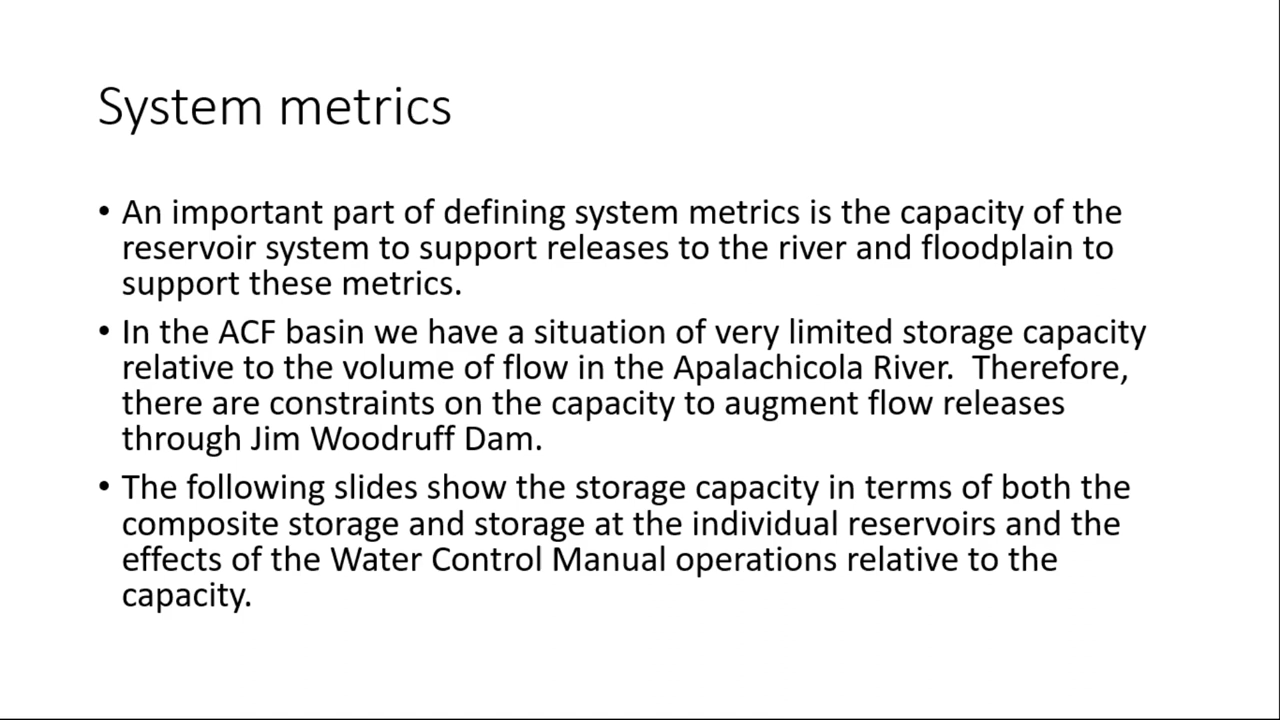 System metrics
• An important part of defining system metrics is the capacity of the
reservoir system to support releases to the river and floodplain to
support these metrics.
• In the ACF basin we have a situation of very limited storage capacity
relative to the volume of flow in the Apalachicola River.  Therefore,
there are constraints on the capacity to augment flow releases
through Jim Woodruff Dam.
• The following slides show the storage capacity in terms of both the
composite storage and storage at the individual reservoirs and the
effects of the Water Control Manual operations relative to the
capacity.